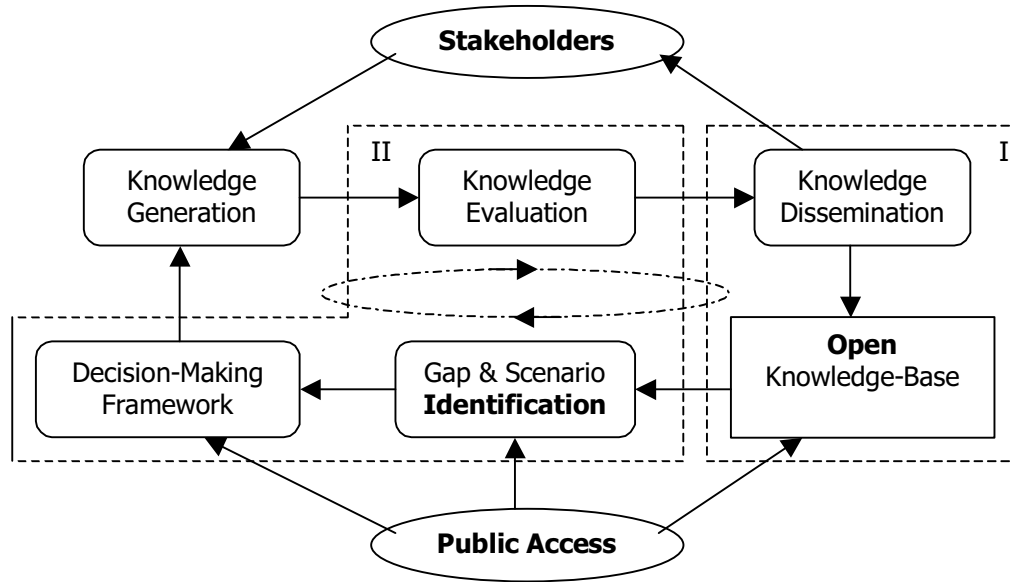 Stakeholders
II
I
Knowledge
Generation
Knowledge
Evaluation
Knowledge
Dissemination
Decision-Making
Framework
Gap & Scenario
Identification
Open
Knowledge-Base
Public Access